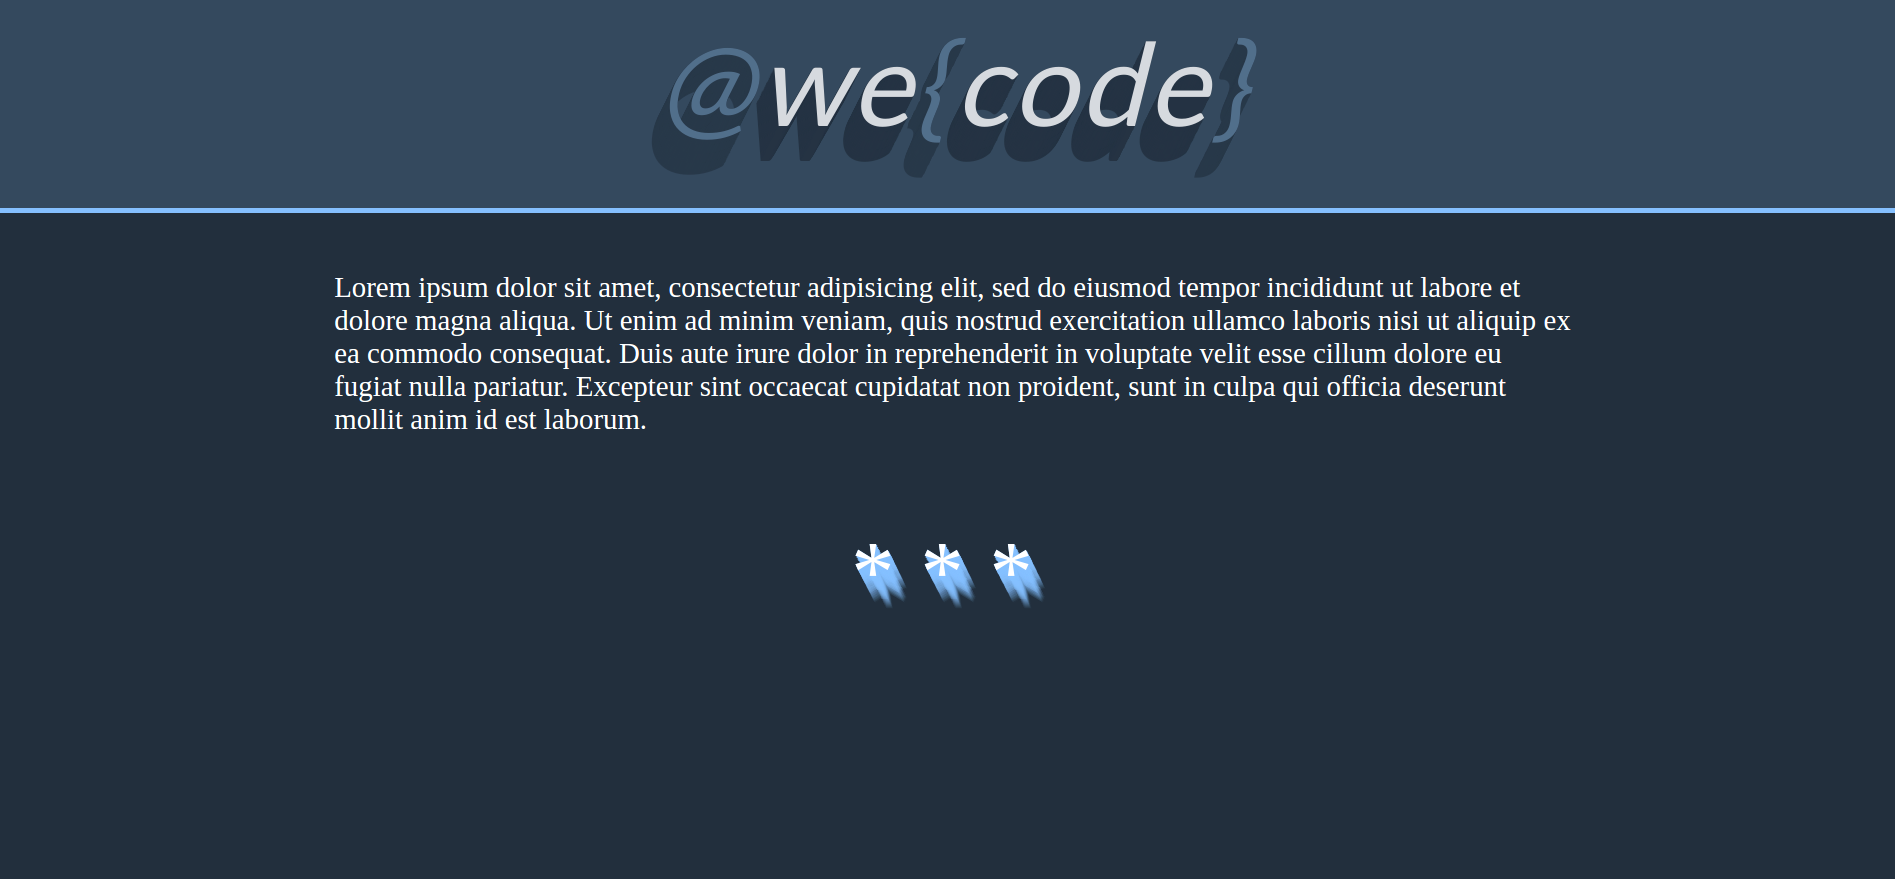 @we{code}
Lorem ipsum dolor sit amet, consectetur adipisicing elit, sed do eiusmod tempor incididunt ut labore et
dolore magna aliqua. Ut enim ad minim veniam, quis nostrud exercitation ullamco laboris nisi ut aliquip ex
ea commodo consequat. Duis aute irure dolor in reprehenderit in voluptate velit esse cillum dolore eu
fugiat nulla pariatur. Excepteur sint occaecat cupidatat non proident, sunt in culpa qui officia deserunt
mollit anim id est laborum.
* * *